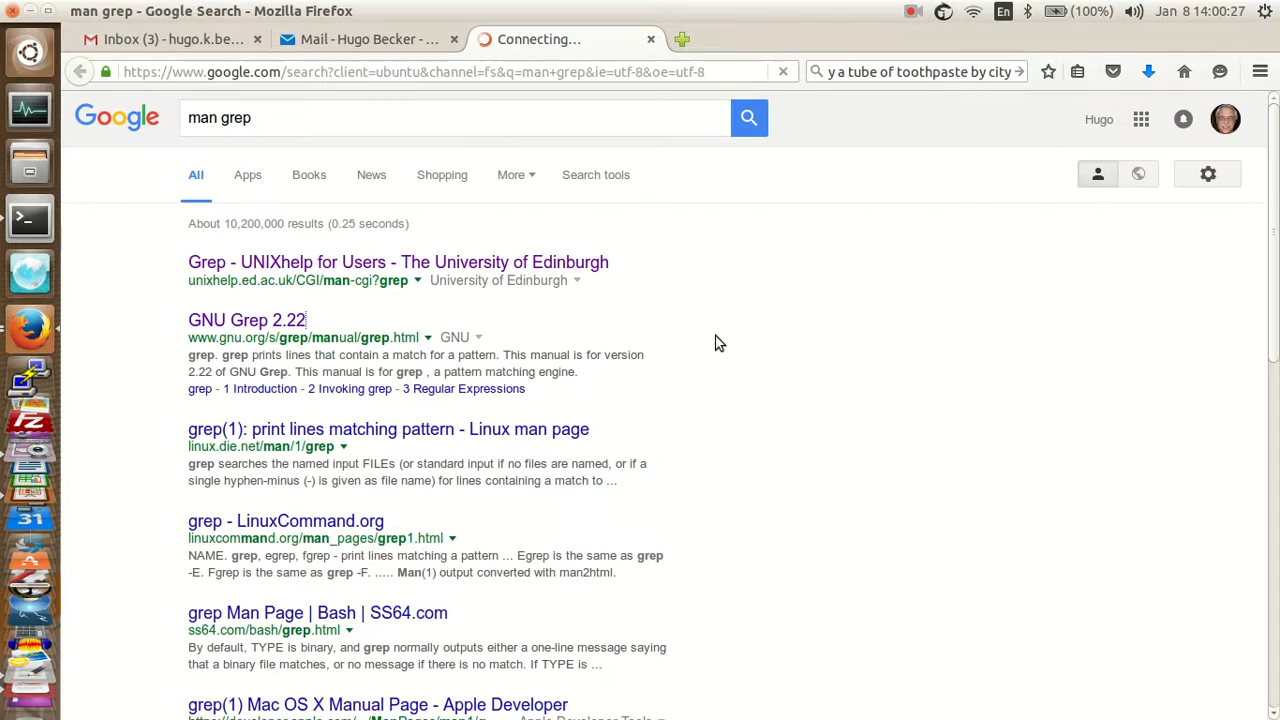 man grep - Google Search - Mozilla Firefox
En
(100%)
Jan 8 14:00:27
Inbox (3) - hugo.k.be...
Mail - Hugo Becker - ...
Connecting...
https://www.google.com/search?client=ubuntu&channel=fs&q=man+grep&ie=utf-8&oe=utf-8
y a tube of toothpaste by city
Google
man grep
Hugo
All
Apps
Books
News
Shopping
More
Search tools
About 10,200,000 results (0.25 seconds)
Grep - UNIXhelp for Users - The University of Edinburgh
unixhelp.ed.ac.uk/CGI/man-cgi?grep
University of Edinburgh
GNU Grep 2.22
www.gnu.org/s/grep/manual/grep.html
GNU
grep. grep prints lines that contain a match for a pattern. This manual is for version
2.22 of GNU Grep. This manual is for grep , a pattern matching engine.
grep - 1 Introduction - 2 Invoking grep - 3 Regular Expressions
grep(1): print lines matching pattern - Linux man page
linux.die.net/man/1/grep
grep searches the named input FILEs (or standard input if no files are named, or if a
single hyphen-minus (-) is given as file name) for lines containing a match to ...
grep - LinuxCommand.org
linuxcommand.org/man_pages/grep1.html
NAME. grep, egrep, fgrep - print lines matching a pattern ... Egrep is the same as grep
-E. Fgrep is the same as grep -F. ..... Man(1) output converted with man2html.
grep Man Page | Bash | SS64.com
ss64.com/bash/grep.html
By default, TYPE is binary, and grep normally outputs either a one-line message saying
that a binary file matches, or no message if there is no match. If TYPE is ...
grep(1) Mac OS X Manual Page - Apple Developer
Fz
31